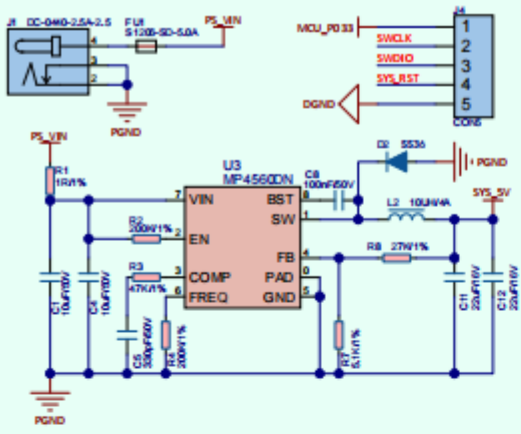 J1 DC-044D-2.5A-2.5
FU1
S1206-SD-5.0A
PS_VIN
4
3
2
PGND
J4
MCU_P033 1
SWCLK 2
SWDIO 3
SYS_RST 4
DGND 5
CON5
PS_VIN
R1
1R/1%
U3
MP4560DN
C8
100nF/50V
D2 SS36
PGND
L2 10UH/4A
SYS_5V
7 VIN
BST 8
SW 1
R2
200K/1%
2 EN
FB 4
R8 27K/1%
R3
47K/1%
3 COMP
6 FREQ
PAD 0
GND 5
C1
10uF/50V
C4
10uF/50V
C5
330pF/50V
R4
200K/1%
R7
5.1K/1%
C11
22uF/16V
C12
22uF/16V
PGND